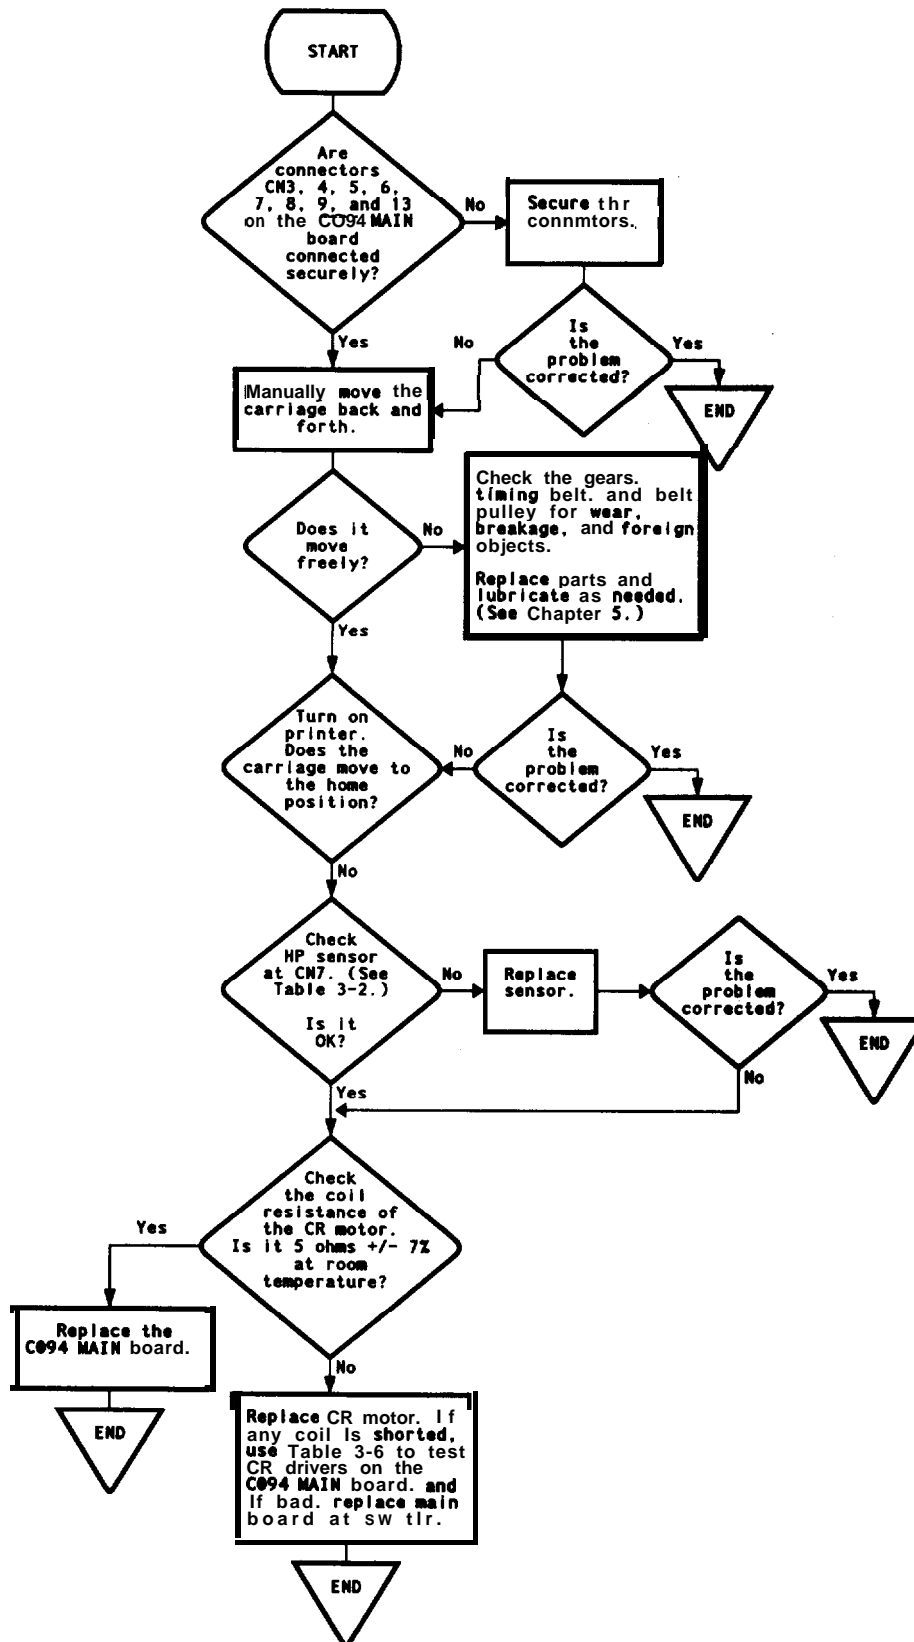 START
Are
connectors
CN3, 4, 5, 6,
7, 8, 9, and 13
on the CO94 MAIN
board
connected
securely?
No
Secure thr
connmtors.
Yes
Is
the
problem
corrected?
No
Yes
END
Manually move the
carriage back and
forth.
Does it
move
freely?
No
Check the gears.
timing belt. and belt
pulley for wear,
breakage, and foreign
objects.
Replace parts and
lubricate as needed.
(See Chapter 5.)
Yes
Turn on
printer.
Does the
carriage move to
the home
position?
No
Is
the
problem
corrected?
Yes
END
No
Check
HP sensor
at CN7. (See
Table 3-2.)
Is it
OK?
No
Replace
sensor.
Is
the
problem
corrected?
Yes
END
No
Yes
Check
the coil
resistance of
the CR motor.
Is it 5 ohms +/- 7%
at room
temperature?
Yes
Replace the
C094 MAIN board.
END
No
Replace CR motor. If
any coil Is shorted,
use Table 3-6 to test
CR drivers on the
C094 MAIN board. and
If bad. replace main
board at sw tlr.
END